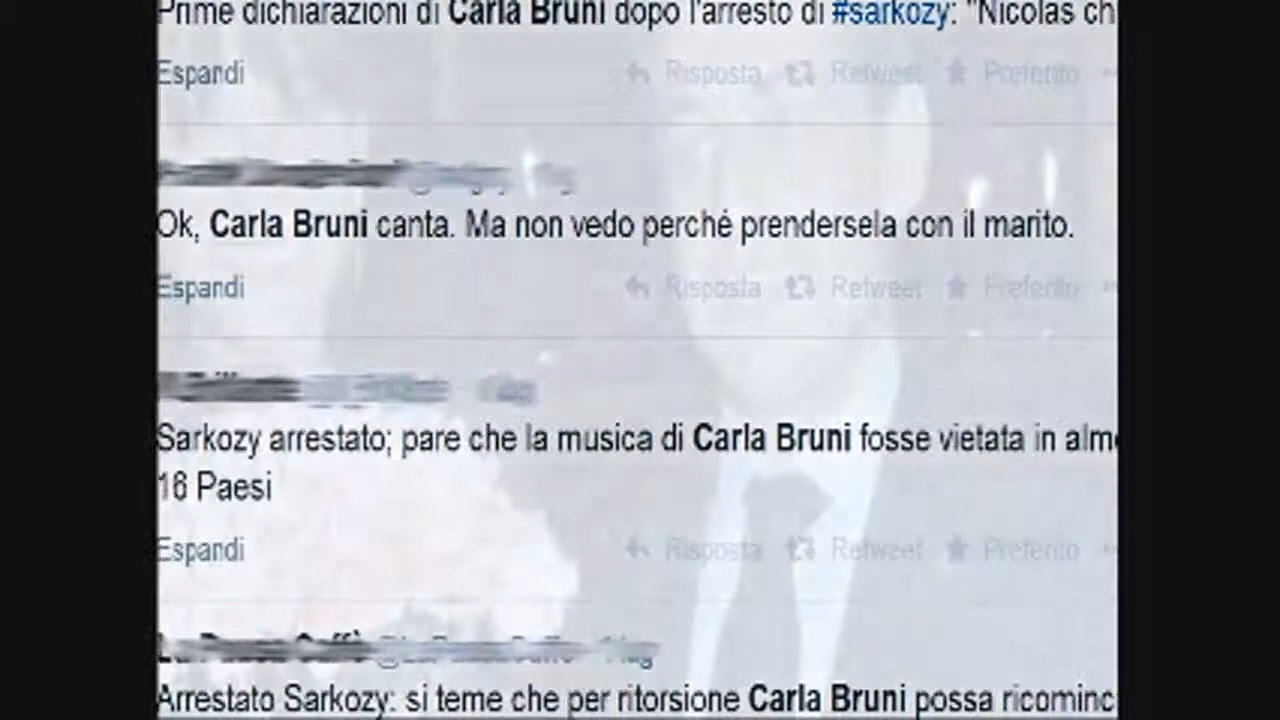 Prime dichiarazioni di Carla Bruni dopo l'arresto di #sarkozy: "Nicolas ch
Espandi Risposta Retweet Preferito
Ok, Carla Bruni canta. Ma non vedo perché prendersela con il marito.
Espandi Risposta Retweet Preferito
Sarkozy arrestato; pare che la musica di Carla Bruni fosse vietata in alme
16 Paesi
Espandi Risposta Retweet Preferito
Arrestato Sarkozy: si teme che per ritorsione Carla Bruni possa ricominc